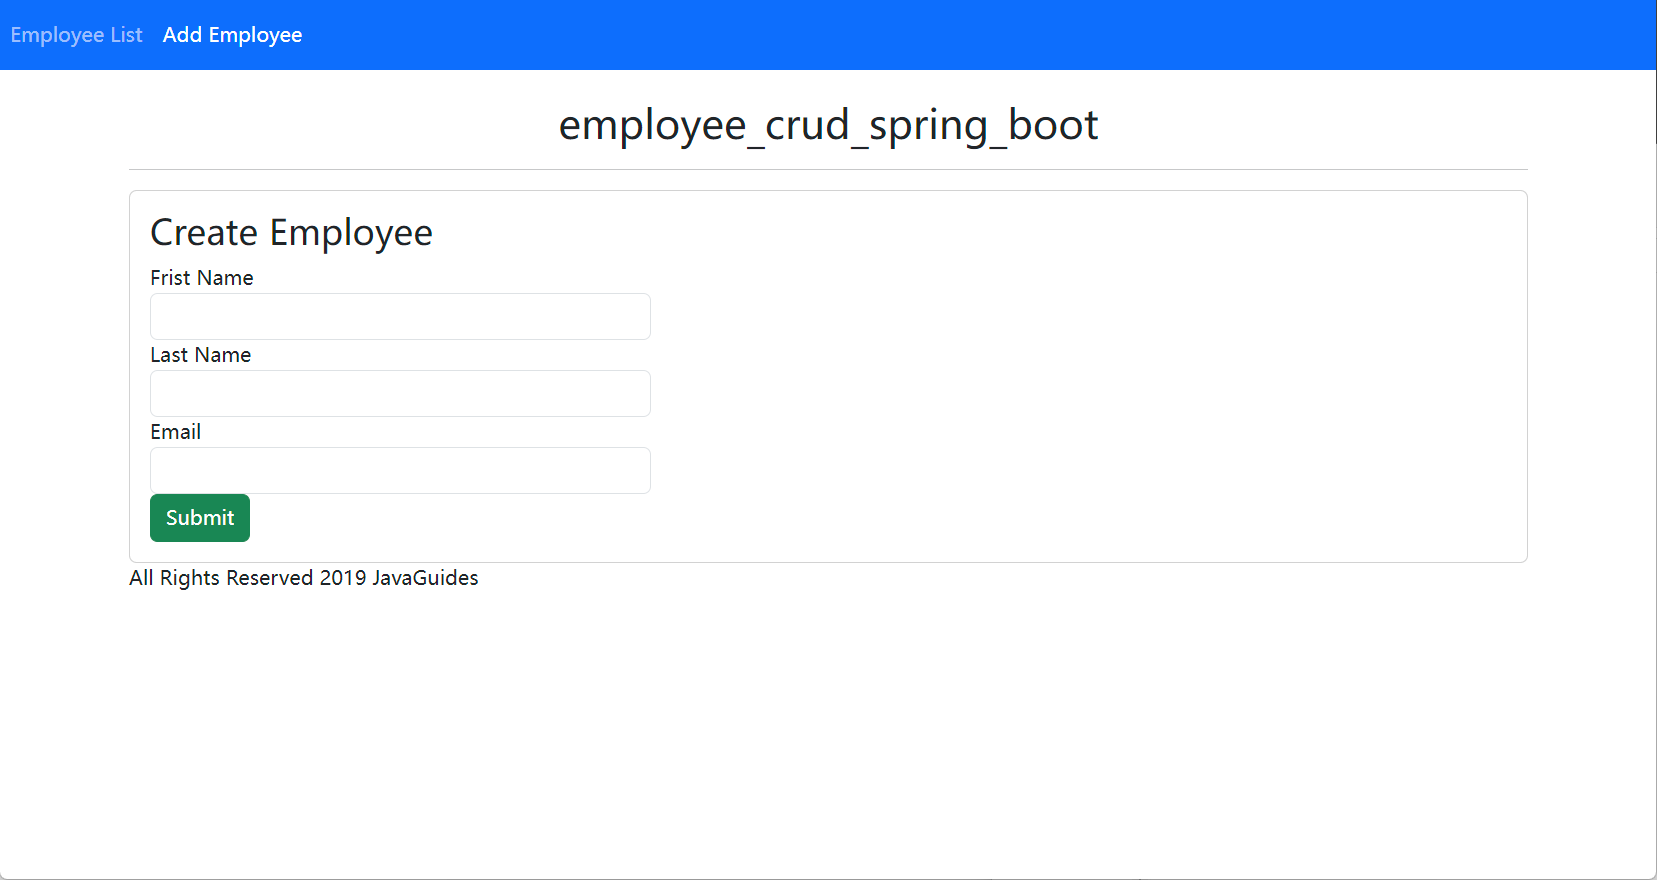 Employee List Add Employee
employee_crud_spring_boot
Create Employee
Frist Name
Last Name
Email
Submit
All Rights Reserved 2019 JavaGuides